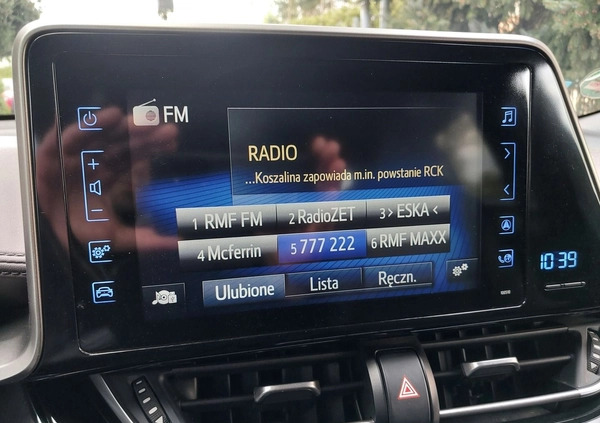 FM
RADIO
...Koszalina zapowiada m.in. powstanie RCK
1 RMF FM 2 RadioZET 3 > ESKA <
4 Mcferrin 5 777 222 6 RMF MAXX
Ulubione Lista Ręczn.
10:39